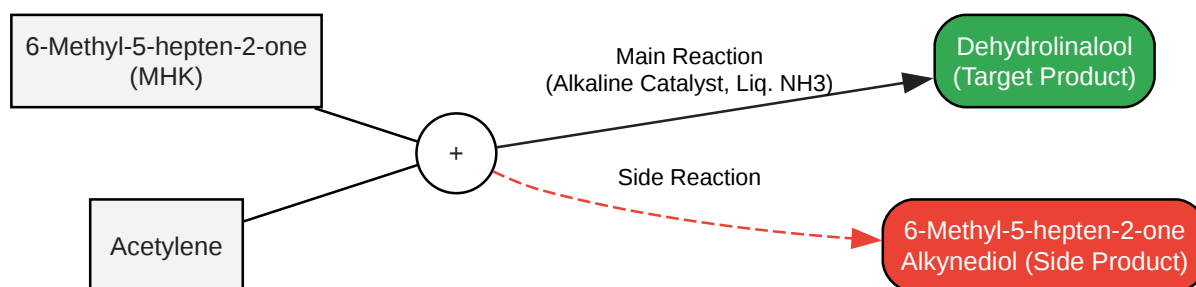 6-Methyl-5-hepten-2-one
(MHK)
Acetylene
+
Main Reaction
(Alkaline Catalyst, Liq. NH3)
Side Reaction
Dehydrolinalool
(Target Product)
6-Methyl-5-hepten-2-one
Alkynediol (Side Product)